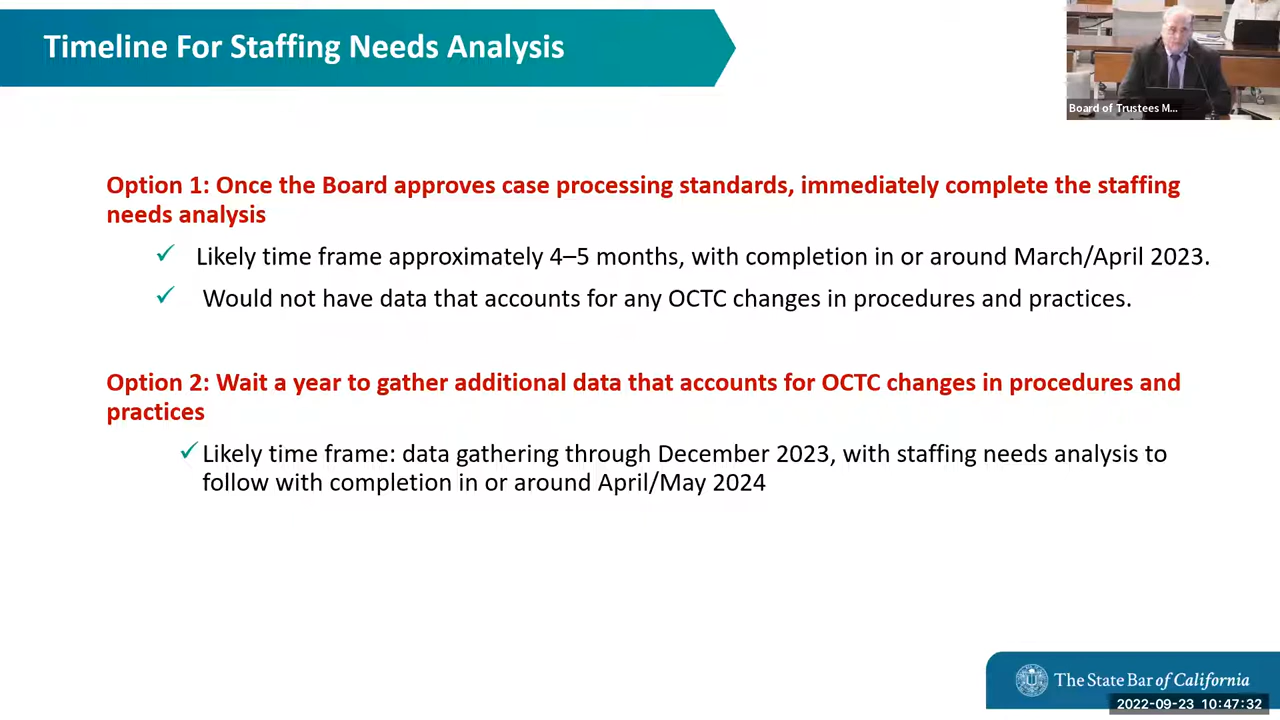 Timeline For Staffing Needs Analysis
Board of Trustees M...
Option 1: Once the Board approves case processing standards, immediately complete the staffing
needs analysis
✓ Likely time frame approximately 4–5 months, with completion in or around March/April 2023.
✓ Would not have data that accounts for any OCTC changes in procedures and practices.
Option 2: Wait a year to gather additional data that accounts for OCTC changes in procedures and
practices
✓ Likely time frame: data gathering through December 2023, with staffing needs analysis to
follow with completion in or around April/May 2024
The State Bar of California
2022-09-23 10:47:32